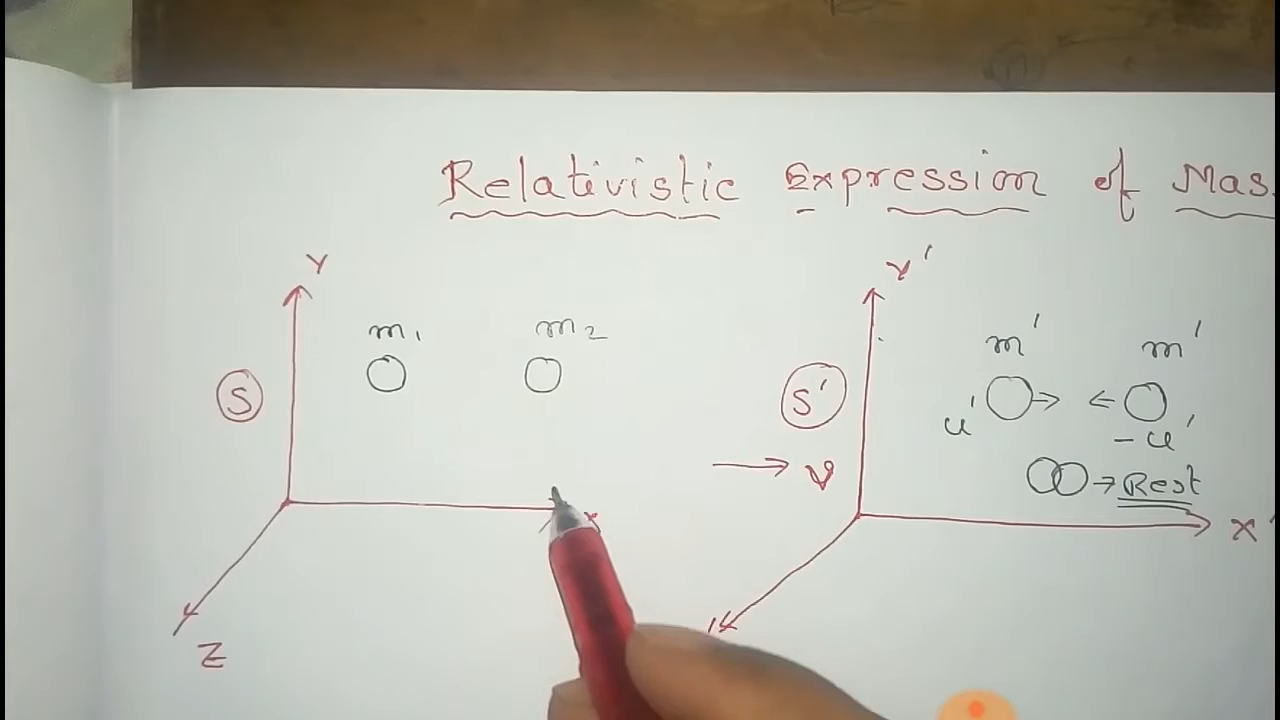 Relativistic Expression of Mas
Y
Y'
m1
m2
m'
m'
S
S'
u'
-u'
→ v
→ Rest
x
X'
Z